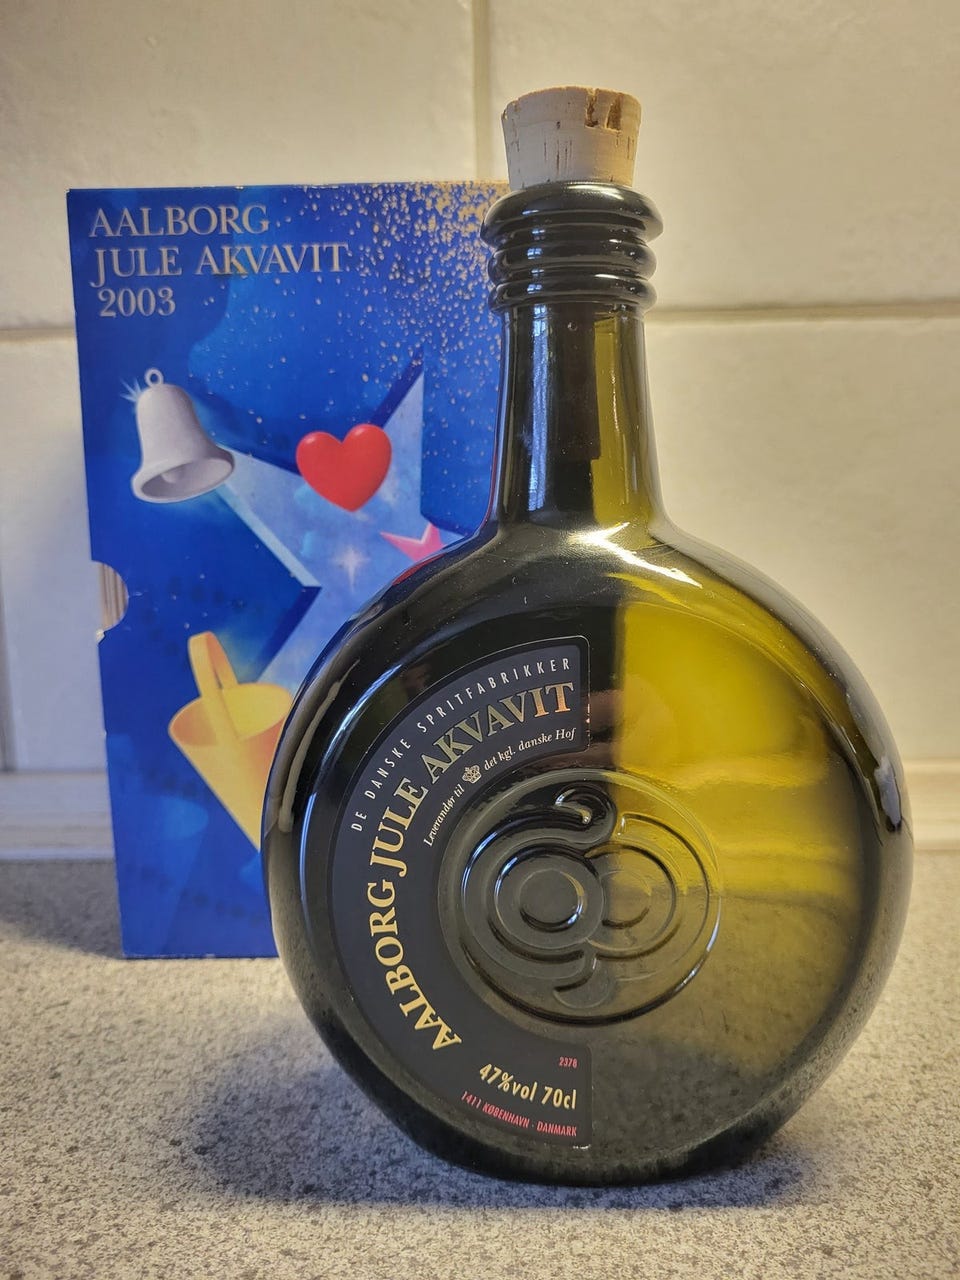 AALBORG
JULE AKVAVIT
2003
DE DANSKE SPRITFABRIKKER
AALBORG JULE AKVAVIT
Leverandør til det kgl. danske Hof
2378
47%vol 70cl
1411 KØBENHAVN · DANMARK